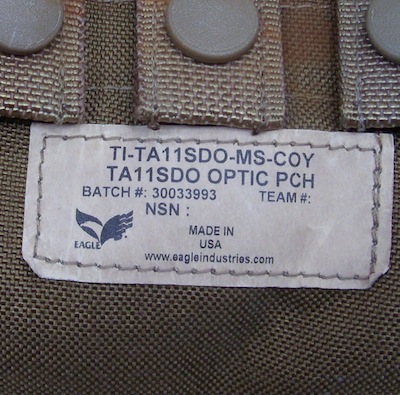 TI-TA11SDO-MS-COY
TA11SDO OPTIC PCH
BATCH #: 30033993 TEAM #:
NSN :
EAGLE
MADE IN
USA
www.eagleindustries.com